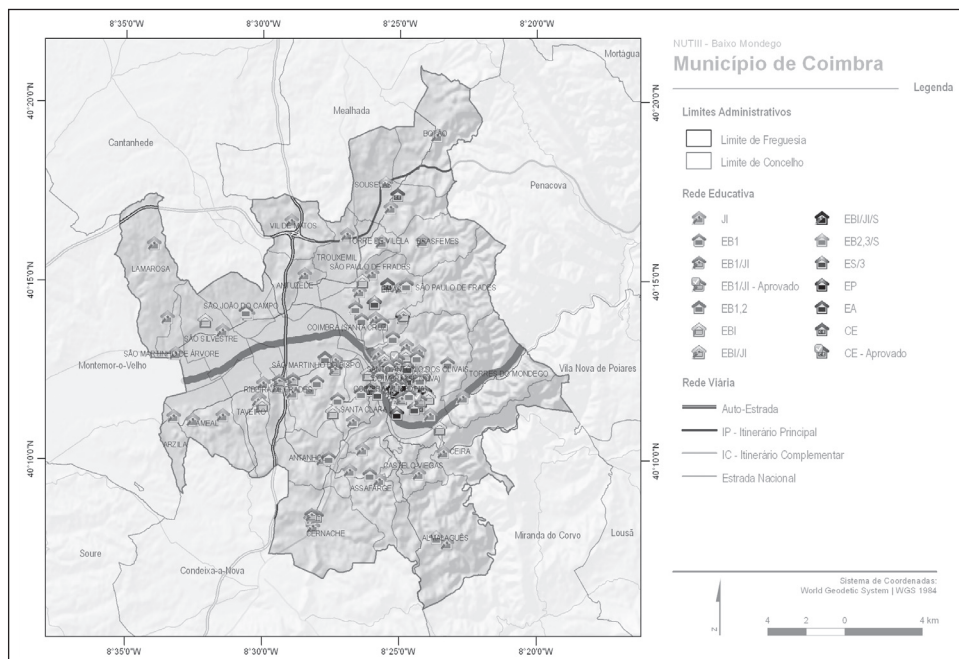 8°35'0"W 8°30'0"W 8°25'0"W 8°20'0"W
40°20'0"N
40°15'0"N
40°10'0"N
40°20'0"N
40°15'0"N
40°10'0"N
8°35'0"W 8°30'0"W 8°25'0"W 8°20'0"W
Mortágua
Mealhada
Cantanhede
Penacova
Montemor-o-Velho
Vila Nova de Poiares
Miranda do Corvo
Lousã
Soure
Condeixa-a-Nova
BOTÃO
SOUSELAS
VIL DE MATOS
TORRE DE VILELA
BRASFEMES
TROUXEMIL
LAMAROSA
ANTUZEDE
SÃO PAULO DE FRADES
SÃO PAULO DE FRADES
SÃO JOÃO DO CAMPO
COIMBRA (SANTA CRUZ)
SÃO SILVESTRE
SÃO MARTINHO DE ÁRVORE
SÃO MARTINHO DO BISPO
TORRES DO MONDEGO
RIBEIRA DE FRADES
TAVEIRO
SANTA CLARA
AMEAL
ARZILA
CEIRA
ANTANHOL
CASTELO VIEGAS
ASSAFARGE
CERNACHE
ALMALAGUÊS
NUTIII - Baixo Mondego
Município de Coimbra
Legenda
Limites Administrativos
Limite de Freguesia
Limite de Concelho
Rede Educativa
JI
EB1
EB1/JI
EB1/JI - Aprovado
EB1,2
EBI
EBI/JI
EBI/JI/S
EB2,3/S
ES/3
EP
EA
CE
CE - Aprovado
Rede Viária
Auto-Estrada
IP - Itinerário Principal
IC - Itinerário Complementar
Estrada Nacional
Sistema de Coordenadas:
World Geodetic System | WGS 1984
N
4 2 0 4 km